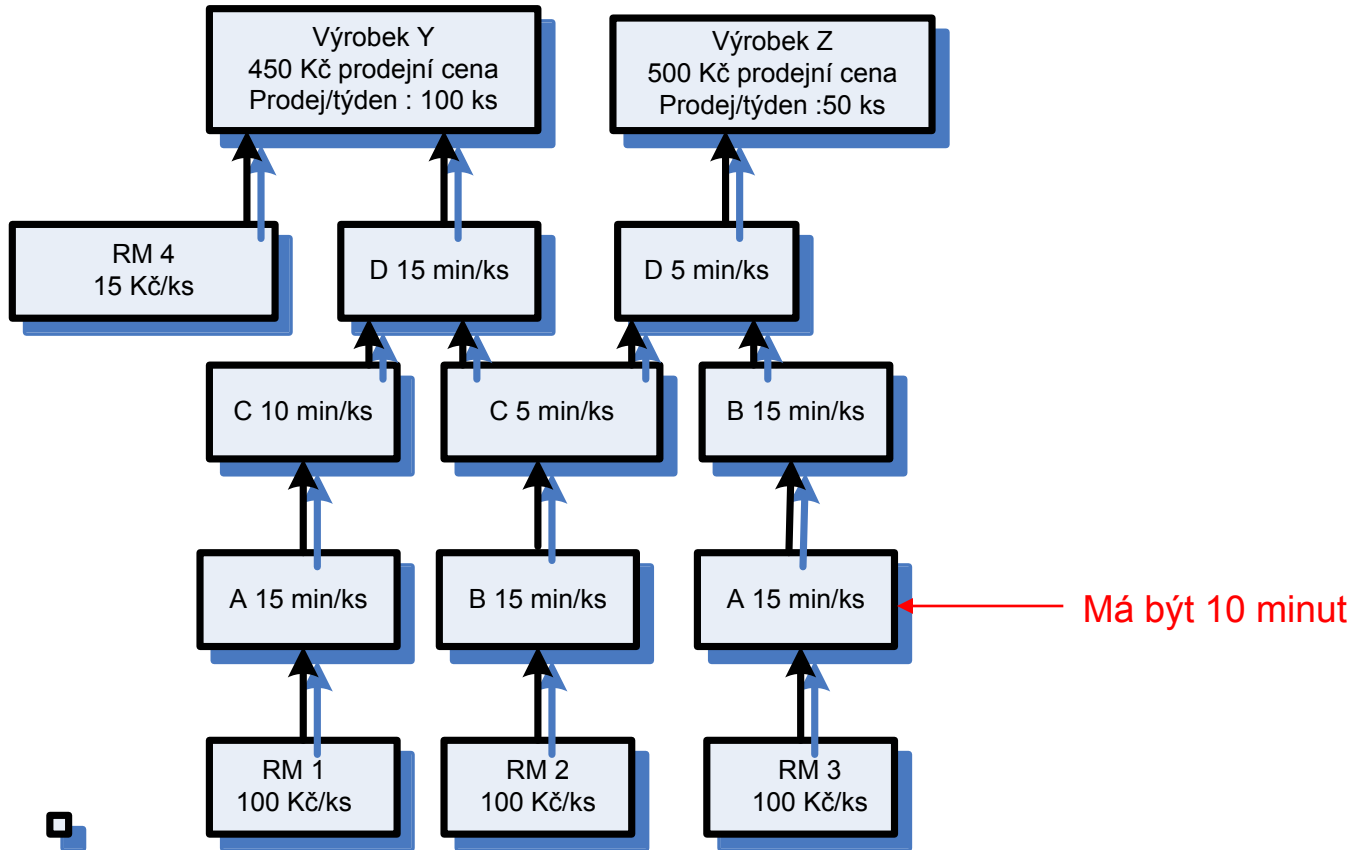 Výrobek Y
450 Kč prodejní cena
Prodej/týden : 100 ks
Výrobek Z
500 Kč prodejní cena
Prodej/týden :50 ks
RM 4
15 Kč/ks
D 15 min/ks
D 5 min/ks
C 10 min/ks
C 5 min/ks
B 15 min/ks
A 15 min/ks
B 15 min/ks
A 15 min/ks
Má být 10 minut
RM 1
100 Kč/ks
RM 2
100 Kč/ks
RM 3
100 Kč/ks